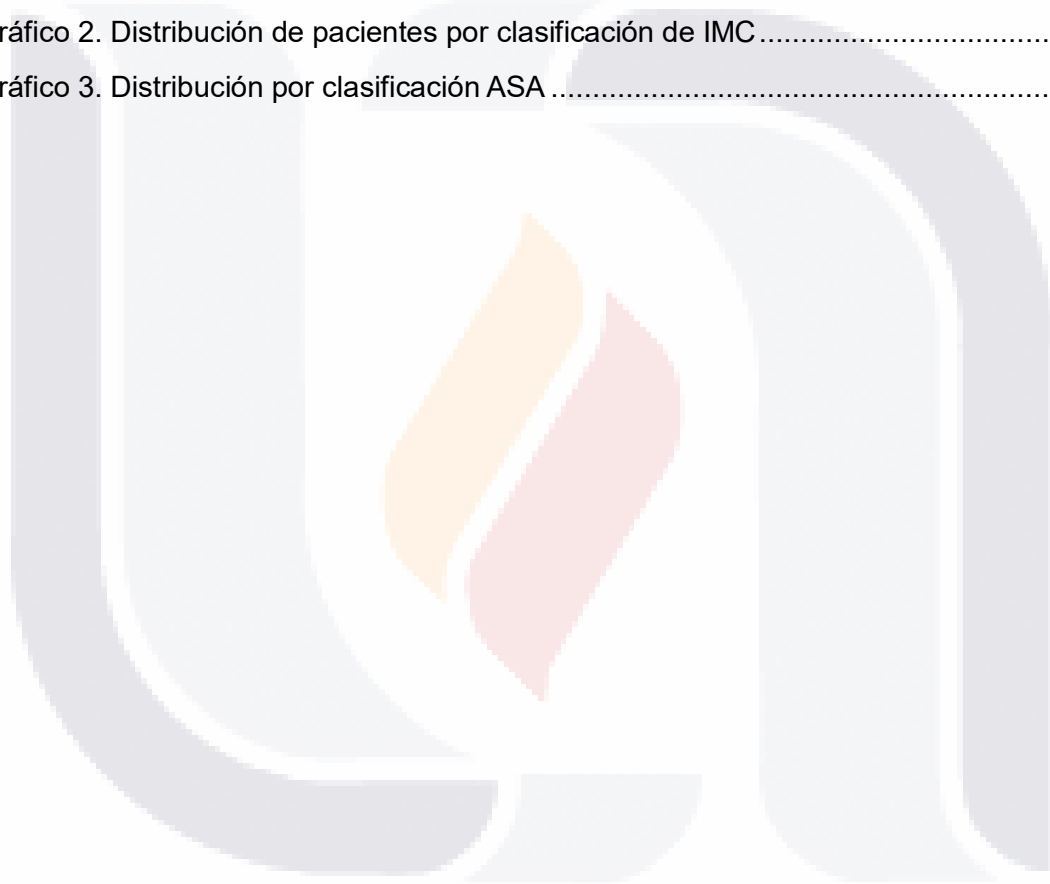 ráfico 2. Distribución de pacientes por clasificación de IMC....................................
ráfico 3. Distribución por clasificación ASA .............................................................